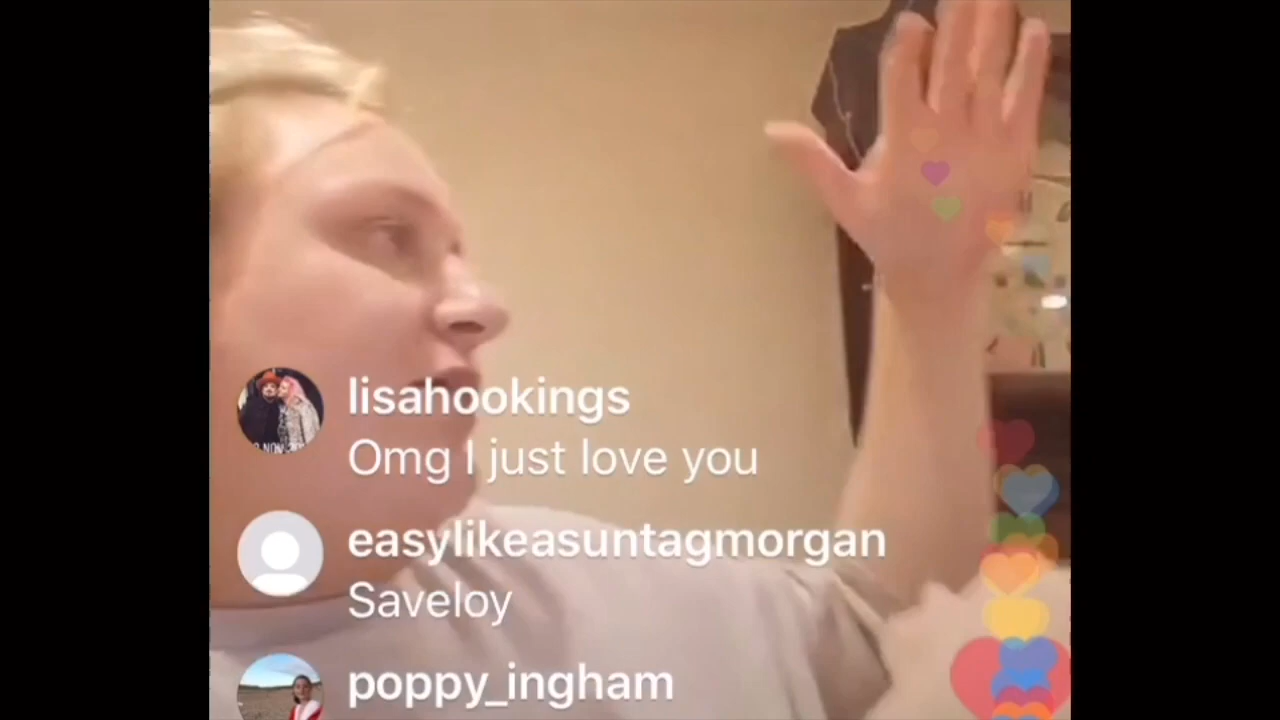 lisahookings
Omg I just love you
easylikeasuntagmorgan
Saveloy
poppy_ingham